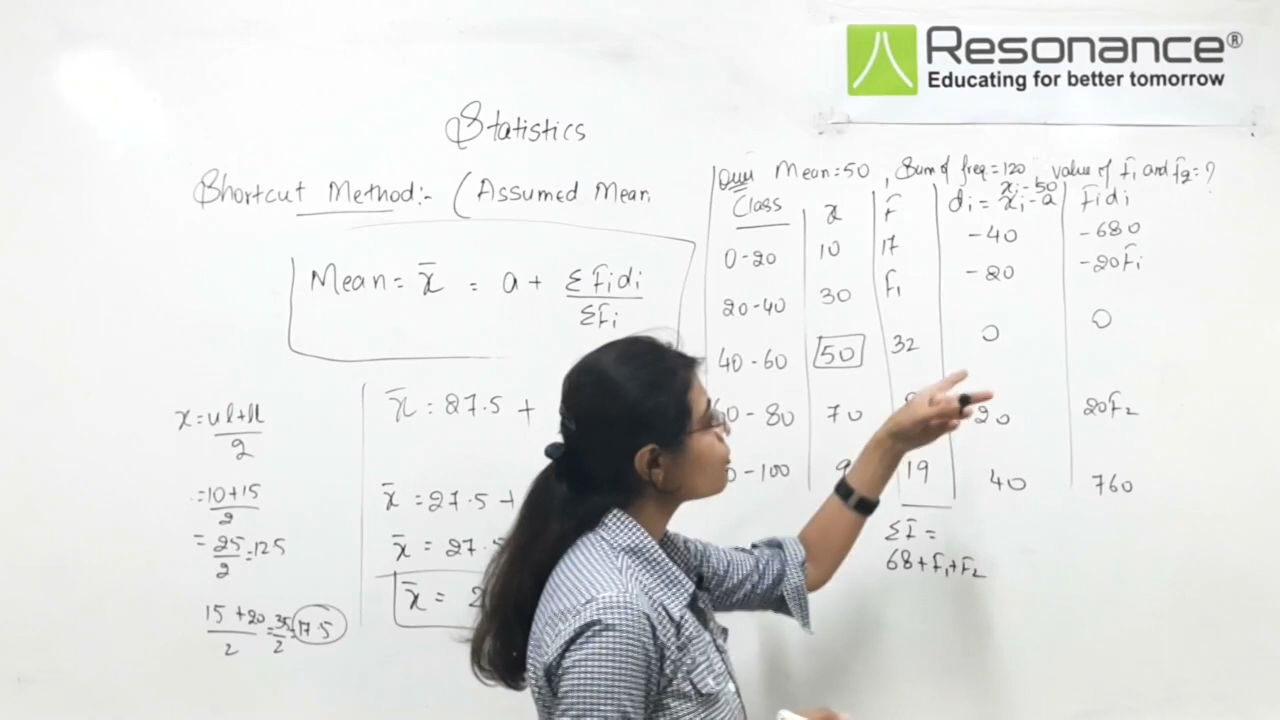 Resonance®
Educating for better tomorrow
Statistics
Shortcut Method:- (Assumed Mean
Mean = x̄ = a + ΣFidi / ΣFi
x = ul+ll / 2
= 10+15 / 2
= 25 / 2 = 125
15+20 / 2 = 35 / 2 = 17.5
x̄ = 27.5 +
x̄ = 27.5 +
x̄ = 27.5
x̄ = 2
Ques Mean = 50 , Sum of freq = 120 , value of F1 and F2 = ?
xi - 50
Class x F di = xi - a Fidi
0-20 10 17 -40 -680
20-40 30 F1 -20 -20F1
40-60 50 32 0 0
0-80 70 20 20F2
0-100 9 19 40 760
ΣF =
68+F1+F2